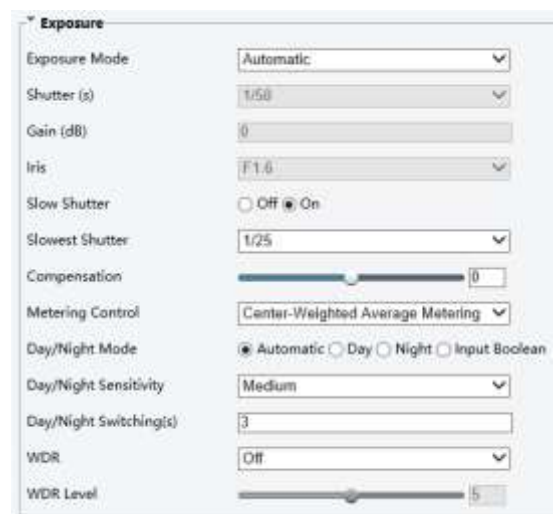 Exposure
Exposure Mode Automatic
Shutter (s) 1/50
Gain (dB) 0
Iris F1.6
Slow Shutter Off On
Slowest Shutter 1/25
Compensation 0
Metering Control Center-Weighted Average Metering
Day/Night Mode Automatic Day Night Input Boolean
Day/Night Sensitivity Medium
Day/Night Switching(s) 3
WDR Off
WDR Level 5